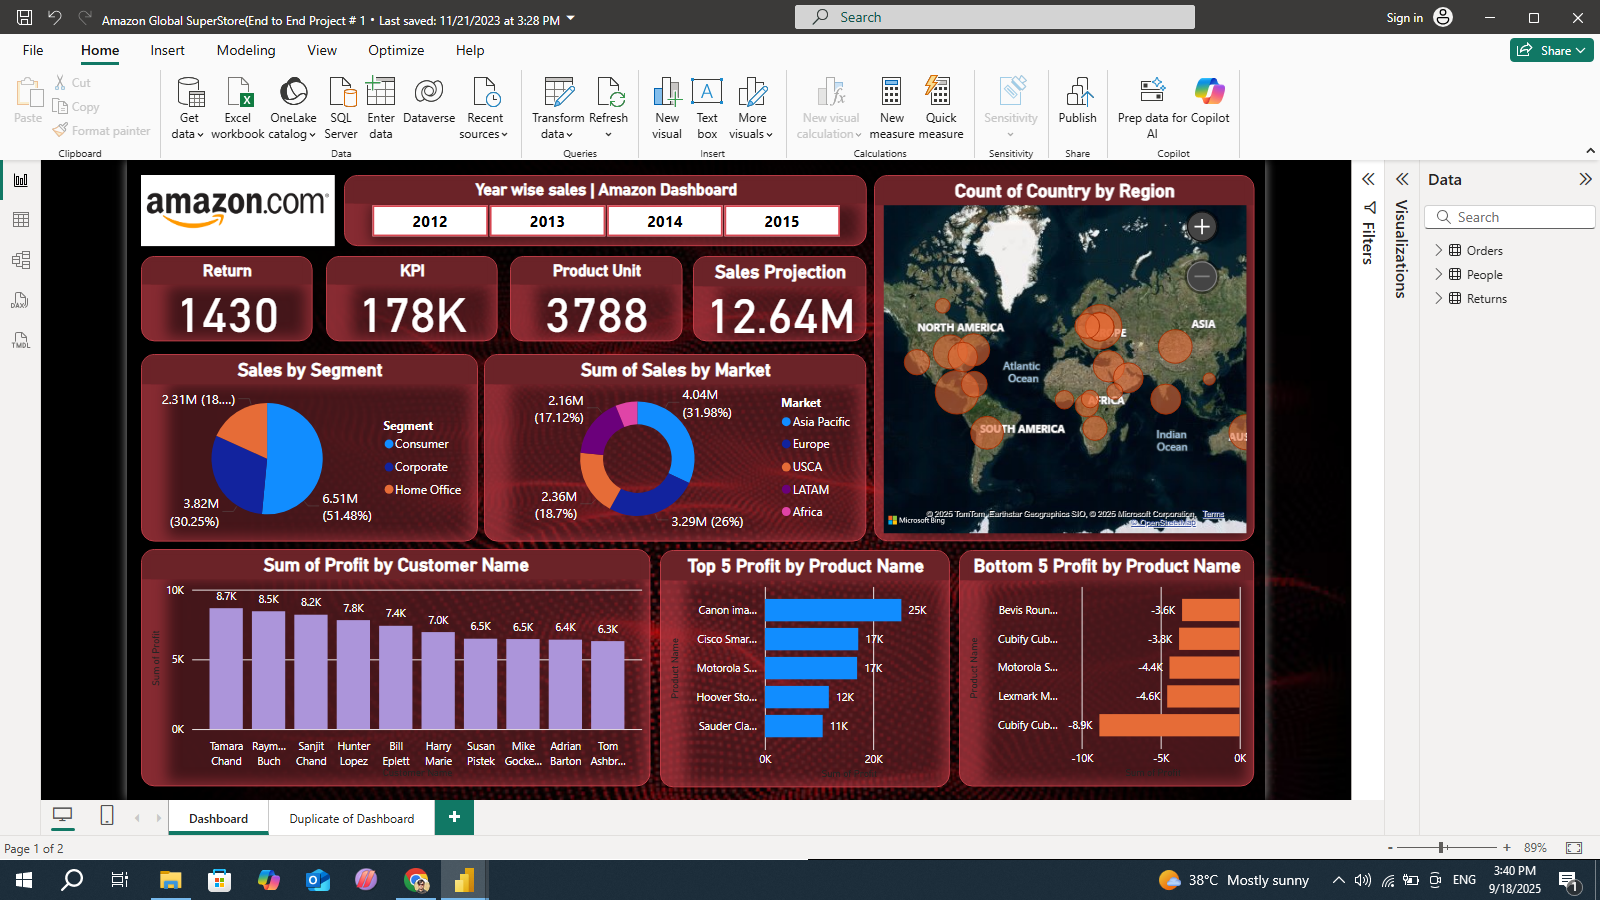 Amazon Global SuperStore(End to End Project # 1 • Last saved: 11/21/2023 at 3:28 PM
Search
Sign in
File
Home
Insert
Modeling
View
Optimize
Help
Share
Paste
Cut
Copy
Format painter
Clipboard
Get data
Excel workbook
OneLake catalog
SQL Server
Enter data
Dataverse
Recent sources
Data
Transform data
Refresh
Queries
New visual
Text box
More visuals
Insert
New visual calculation
New measure
Quick measure
Calculations
Sensitivity
Sensitivity
Publish
Share
Prep data for AI
Copilot
Copilot
amazon.com®
Year wise sales | Amazon Dashboard
2012
2013
2014
2015
Return
1430
KPI
178K
Product Unit
3788
Sales Projection
12.64M
Count of Country by Region
NORTH AMERICA
ASIA
Atlantic Ocean
AFRICA
SOUTH AMERICA
Indian Ocean
Microsoft Bing
© 2025 TomTom, Earthstar Geographics SIO, © 2025 Microsoft Corporation, Terms
© OpenStreetMap
Sales by Segment
2.31M (18....)
3.82M (30.25%)
6.51M (51.48%)
Segment
Consumer
Corporate
Home Office
Sum of Sales by Market
2.16M (17.12%)
4.04M (31.98%)
2.36M (18.7%)
3.29M (26%)
Market
Asia Pacific
Europe
USCA
LATAM
Africa
Sum of Profit by Customer Name
Sum of Profit
10K
5K
0K
8.7K
8.5K
8.2K
7.8K
7.4K
7.0K
6.5K
6.5K
6.4K
6.3K
Tamara Chand
Raym... Buch
Sanjit Chand
Hunter Lopez
Bill Eplett
Harry Marie
Susan Pistek
Mike Gocke...
Adrian Barton
Tom Ashbr...
Top 5 Profit by Product Name
Product Name
Canon ima... 25K
Cisco Smar... 17K
Motorola S... 17K
Hoover Sto... 12K
Sauder Cla... 11K
0K 20K
Bottom 5 Profit by Product Name
Product Name
Bevis Roun... -3.6K
Cubify Cub... -3.8K
Motorola S... -4.4K
Lexmark M... -4.6K
Cubify Cub... -8.9K
-10K -5K 0K
Filters
Visualizations
Data
Search
Orders
People
Returns
DAX
TMDL
Dashboard
Duplicate of Dashboard
Page 1 of 2
89%
38°C Mostly sunny
ENG
3:40 PM
9/18/2025
1